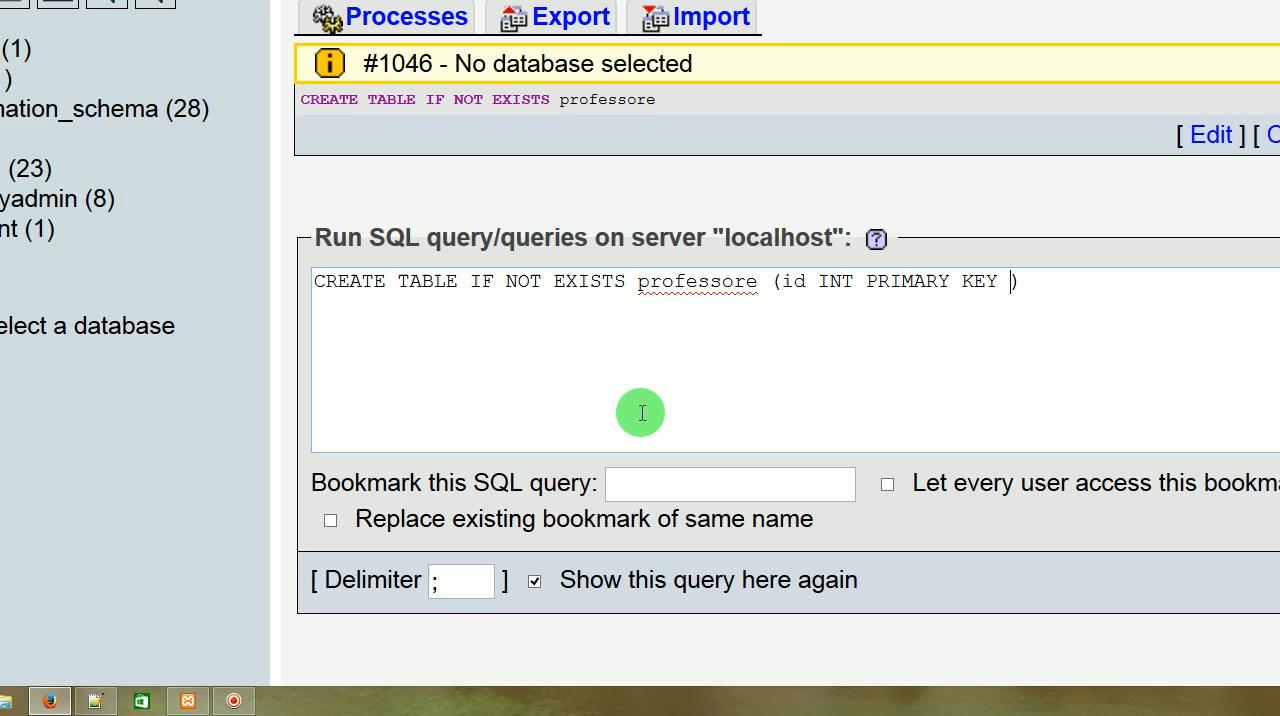 Processes Export Import
(1)
)
#1046 - No database selected
nation_schema (28)
CREATE TABLE IF NOT EXISTS professore
[ Edit ] [ C
(23)
yadmin (8)
nt (1)
Run SQL query/queries on server "localhost":
CREATE TABLE IF NOT EXISTS professore (id INT PRIMARY KEY )
elect a database
Bookmark this SQL query: Let every user access this bookma
Replace existing bookmark of same name
[ Delimiter ; ] Show this query here again